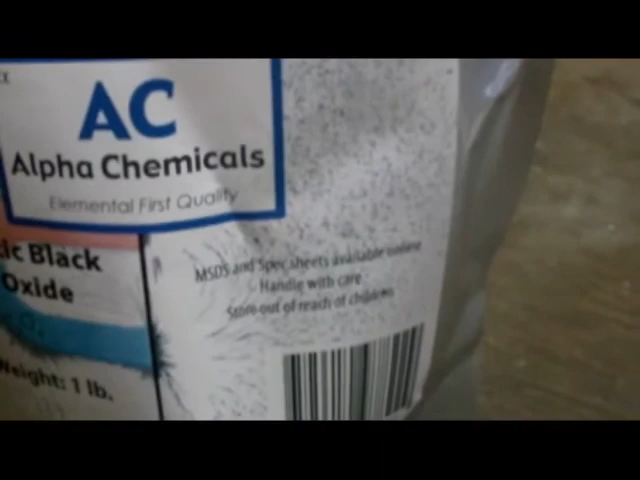 AC
Alpha Chemicals
Elemental First Quality
ic Black
Oxide
Weight: 1 lb.
MSDS and Spec sheets available online
Handle with care
Store out of reach of children